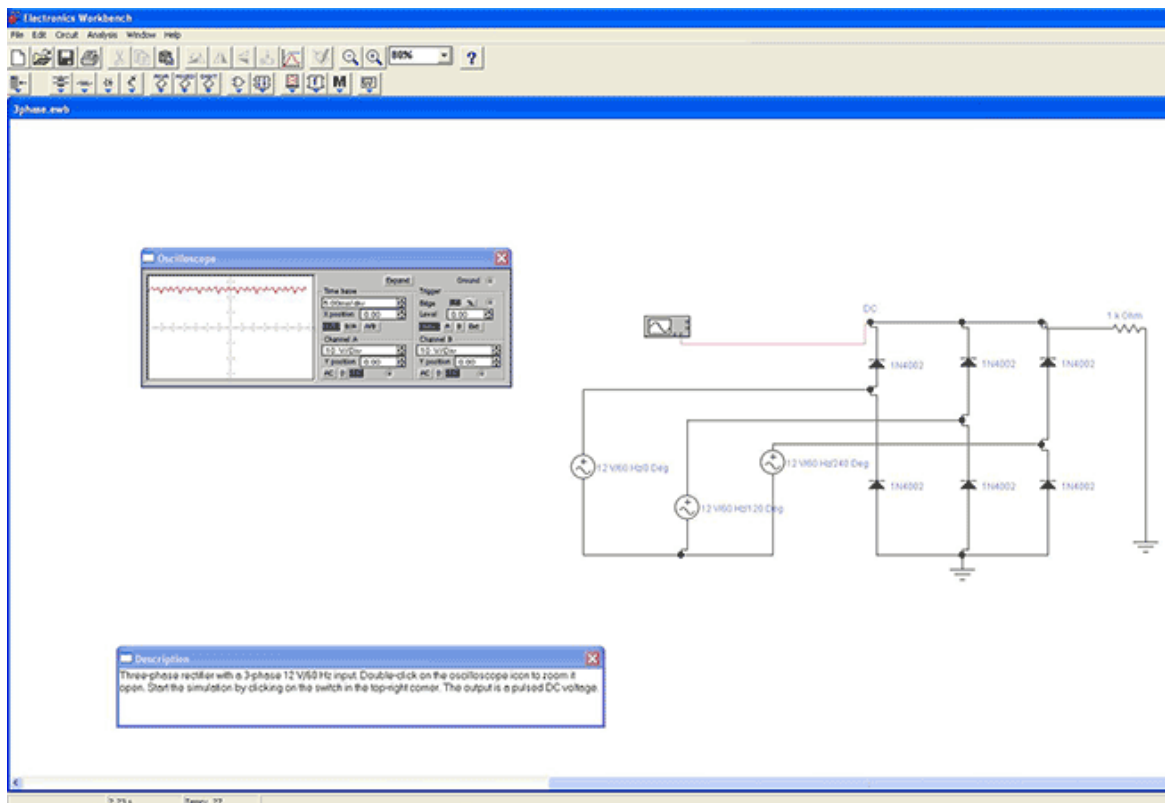 Electronics Workbench
File Edit Circuit Analysis Window Help
80%
?
M
3phase.ewb
Oscilloscope
Expand Ground
Time base Trigger
5.00ms/div Edge
X position 0.00 Level 0.00
B/A A/B A B Ext
Channel A Channel B
10 V/Div 10 V/Div
Y position 0.00 Y position 0.00
AC 0 AC 0
DC
1 k Ohm
1N4002 1N4002 1N4002
12 V/60 Hz/0 Deg
12 V/60 Hz/240 Deg
1N4002 1N4002 1N4002
12 V/60 Hz/120 Deg
Description
Three-phase rectifier with a 3-phase 12 V/60 Hz input. Double-click on the oscilloscope icon to zoom it
open. Start the simulation by clicking on the switch in the top-right corner. The output is a pulsed DC voltage.
Temp: 27